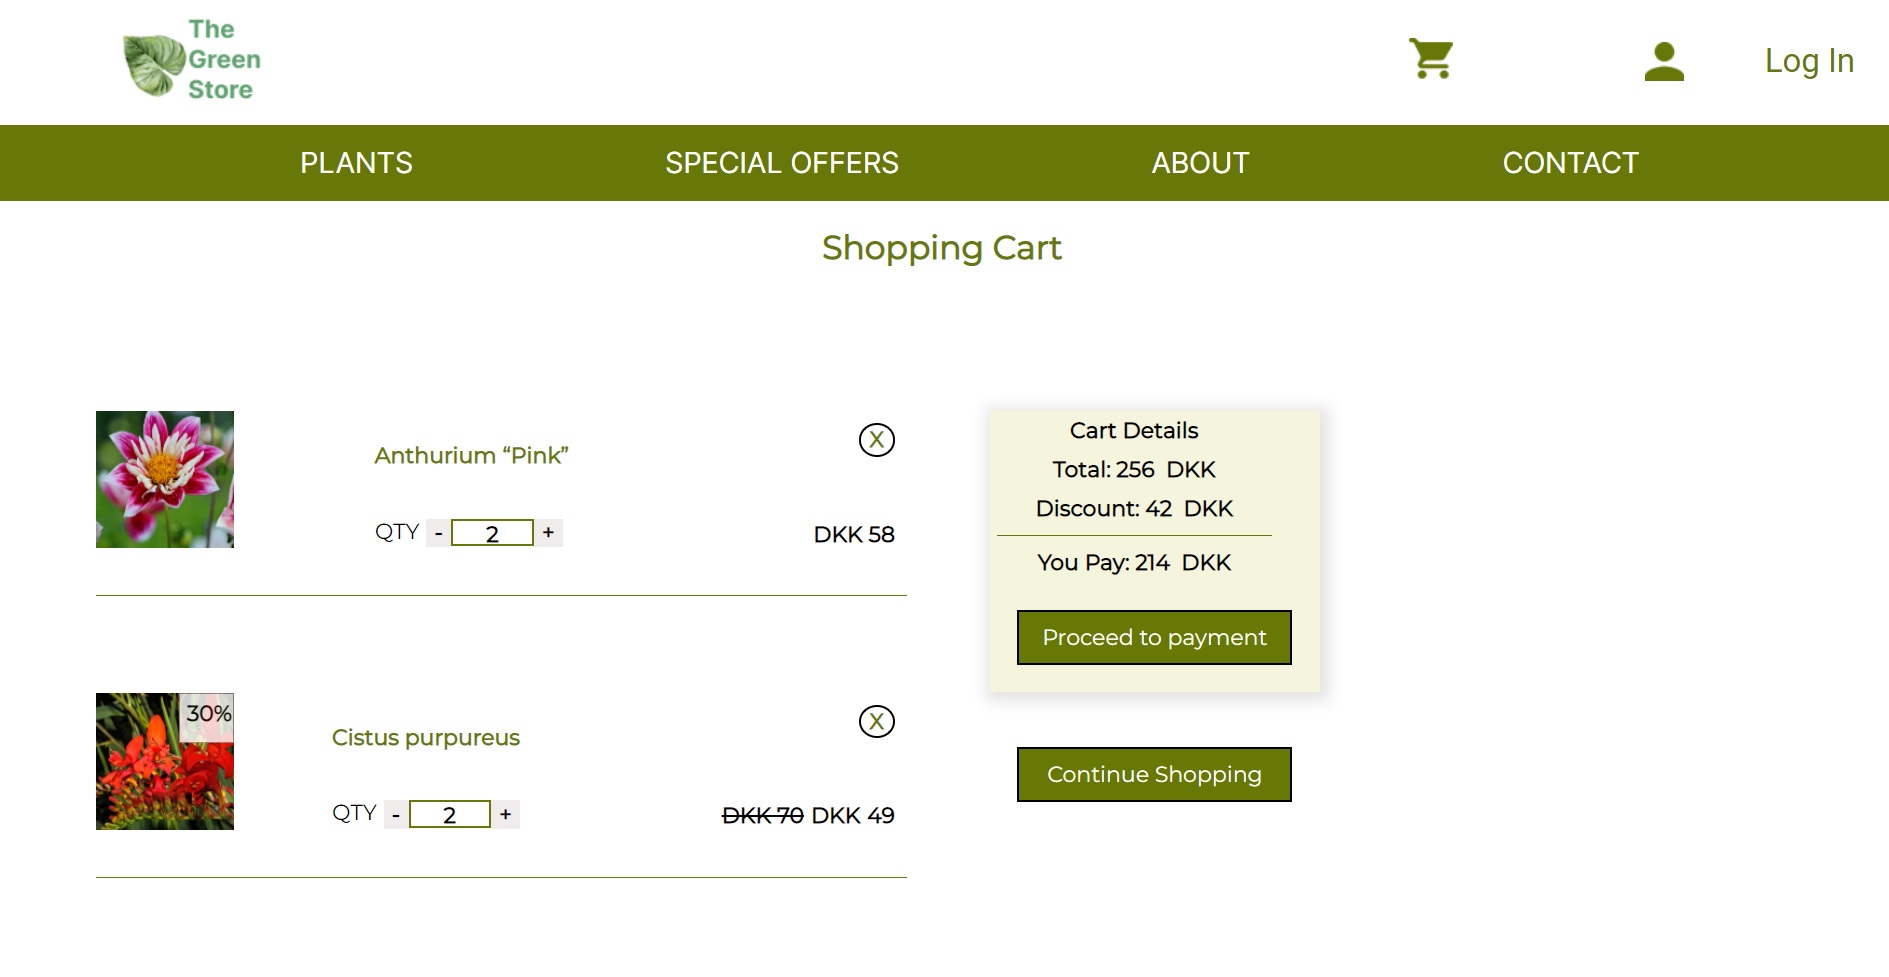 The
Green
Store
Log In
PLANTS SPECIAL OFFERS ABOUT CONTACT
Shopping Cart
Anthurium “Pink”
X
QTY - 2 +
DKK 58
30%
Cistus purpureus
X
QTY - 2 +
DKK 70 DKK 49
Cart Details
Total: 256 DKK
Discount: 42 DKK
You Pay: 214 DKK
Proceed to payment
Continue Shopping